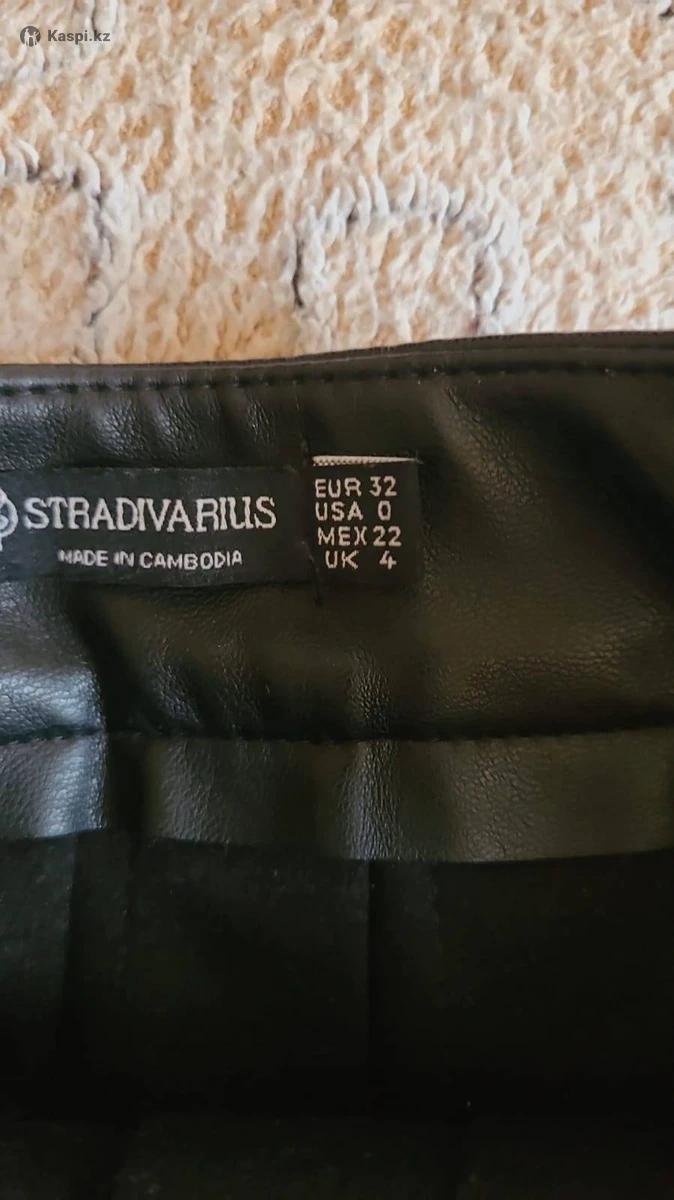 Kaspi.kz
STRADIVARIUS
MADE IN CAMBODIA
EUR 32
USA 0
MEX 22
UK 4